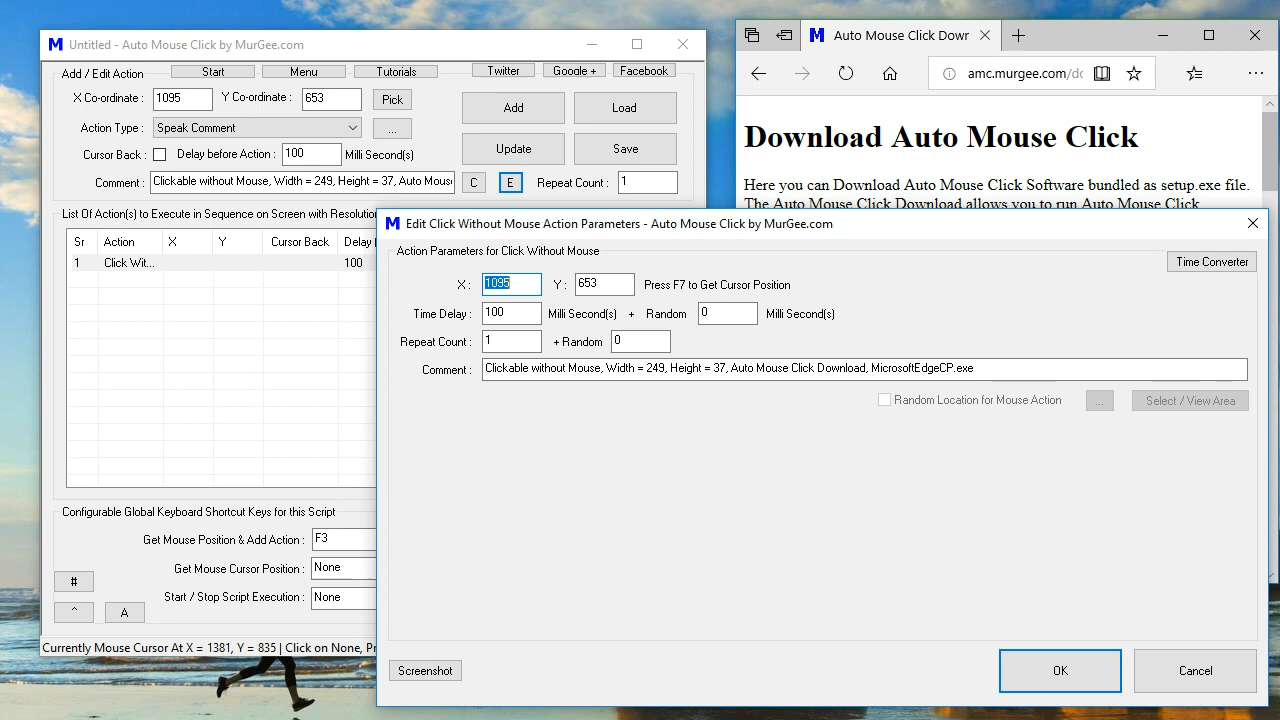 Untitled - Auto Mouse Click by MurGee.com
Add / Edit Action
Start
Menu
Tutorials
Twitter
Google +
Facebook
X Co-ordinate :
1095
Y Co-ordinate :
653
Pick
Add
Load
Action Type :
Speak Comment
...
Cursor Back :
Delay before Action :
100
Milli Second(s)
Update
Save
Comment :
Clickable without Mouse, Width = 249, Height = 37, Auto Mous
C
E
Repeat Count :
1
List Of Action(s) to Execute in Sequence on Screen with Resolution
Sr
Action
X
Y
Cursor Back
Delay
1
Click Wit...
100
Configurable Global Keyboard Shortcut Keys for this Script
Get Mouse Position & Add Action :
F3
Get Mouse Cursor Position :
None
Start / Stop Script Execution :
None
#
^
A
Currently Mouse Cursor At X = 1381, Y = 835 | Click on None, Pr
M Auto Mouse Click Dowr
amc.murgee.com/dc
Download Auto Mouse Click
Here you can Download Auto Mouse Click Software bundled as setup.exe file.
The Auto Mouse Click Download allows you to run Auto Mouse Click
Edit Click Without Mouse Action Parameters - Auto Mouse Click by MurGee.com
Action Parameters for Click Without Mouse
Time Converter
X :
1095
Y :
653
Press F7 to Get Cursor Position
Time Delay :
100
Milli Second(s) + Random
0
Milli Second(s)
Repeat Count :
1
+ Random
0
Comment :
Clickable without Mouse, Width = 249, Height = 37, Auto Mouse Click Download, MicrosoftEdgeCP.exe
Random Location for Mouse Action
...
Select / View Area
Screenshot
OK
Cancel